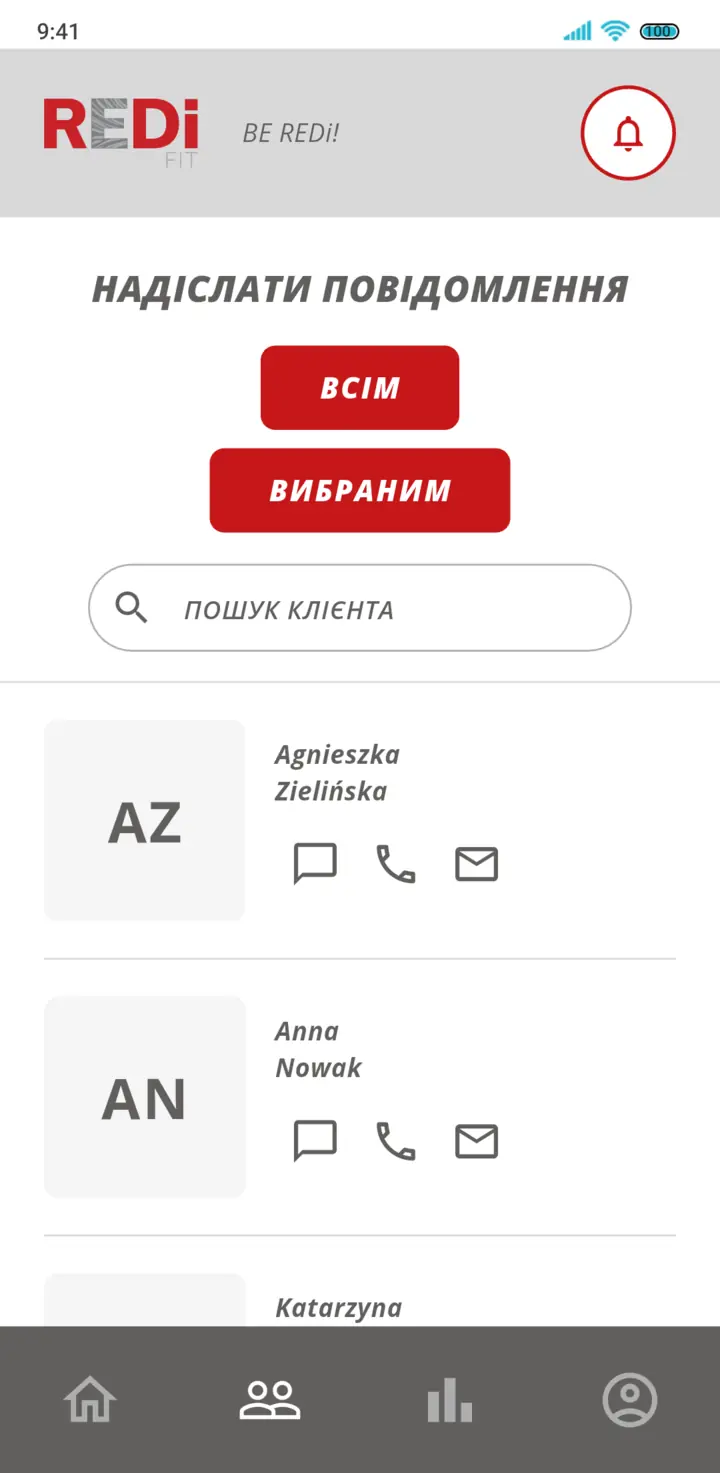 9:41
100
REDi
FIT
BE REDi!
НАДІСЛАТИ ПОВІДОМЛЕННЯ
ВСІМ
ВИБРАНИМ
ПОШУК КЛІЄНТА
AZ
Agnieszka
Zielińska
AN
Anna
Nowak
Katarzyna